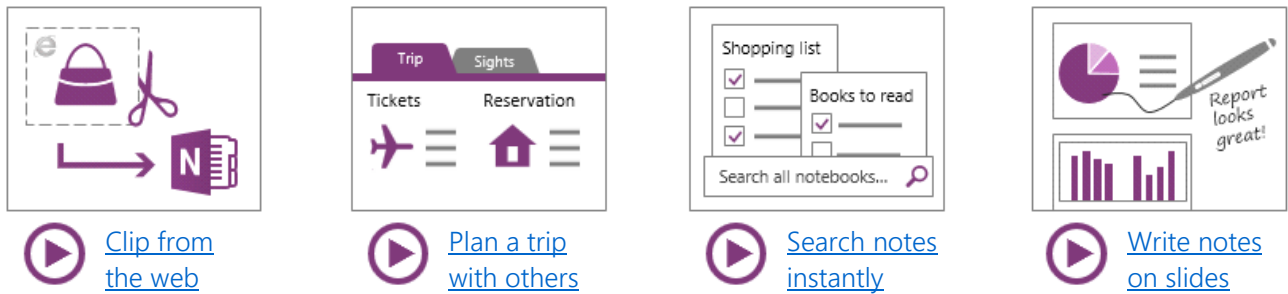 e
N
Clip from
the web
Trip
Sights
Tickets
Reservation
Plan a trip
with others
Shopping list
Books to read
Search all notebooks...
Search notes
instantly
Report
looks
great!
Write notes
on slides